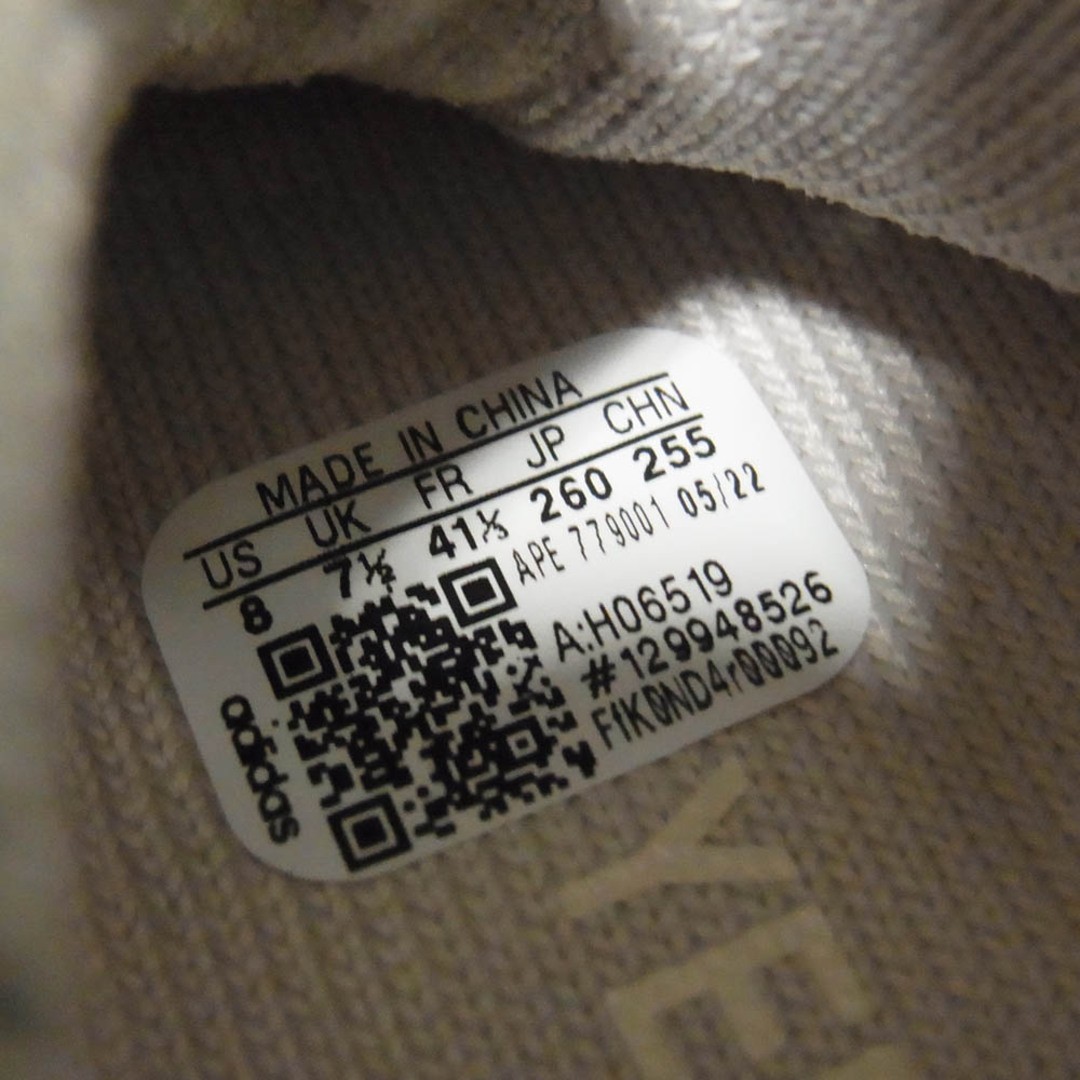 MADE IN CHINA
US UK FR JP CHN
8 7½ 41⅓ 260 255
APE 779001 05/22
A:H06519
#129948526
F1K0ND4r00092
adidas
YE